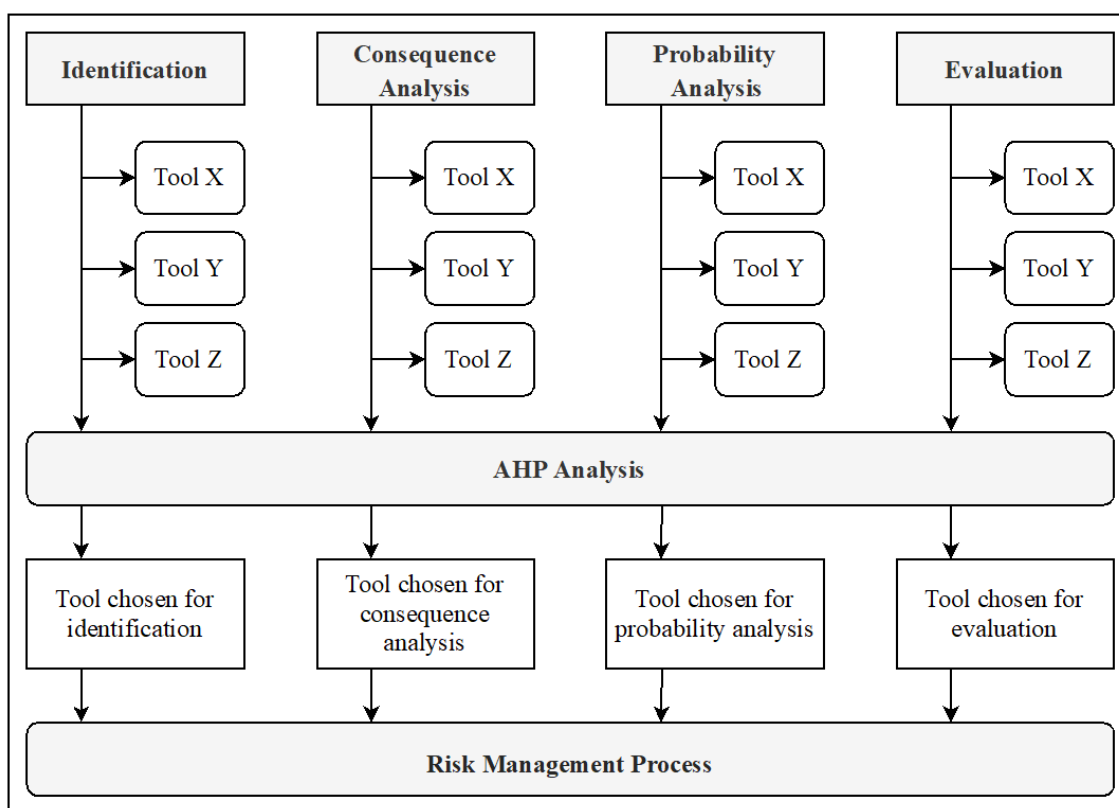 Identification
Consequence
Analysis
Probability
Analysis
Evaluation
Tool X
Tool X
Tool X
Tool X
Tool Y
Tool Y
Tool Y
Tool Y
Tool Z
Tool Z
Tool Z
Tool Z
AHP Analysis
Tool chosen for
identification
Tool chosen for
consequence
analysis
Tool chosen for
probability analysis
Tool chosen for
evaluation
Risk Management Process